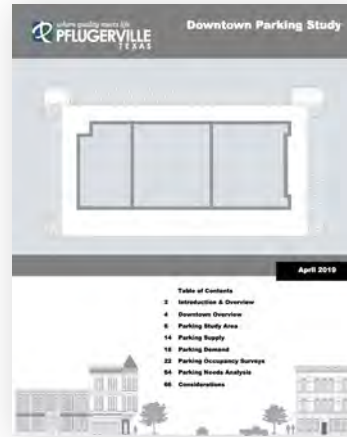 where quality meets life
PFLUGERVILLE
TEXAS
Downtown Parking Study
April 2019
Table of Contents
2 Introduction & Overview
4 Downtown Overview
6 Parking Study Area
14 Parking Supply
18 Parking Demand
22 Parking Occupancy Surveys
54 Parking Needs Analysis
66 Considerations